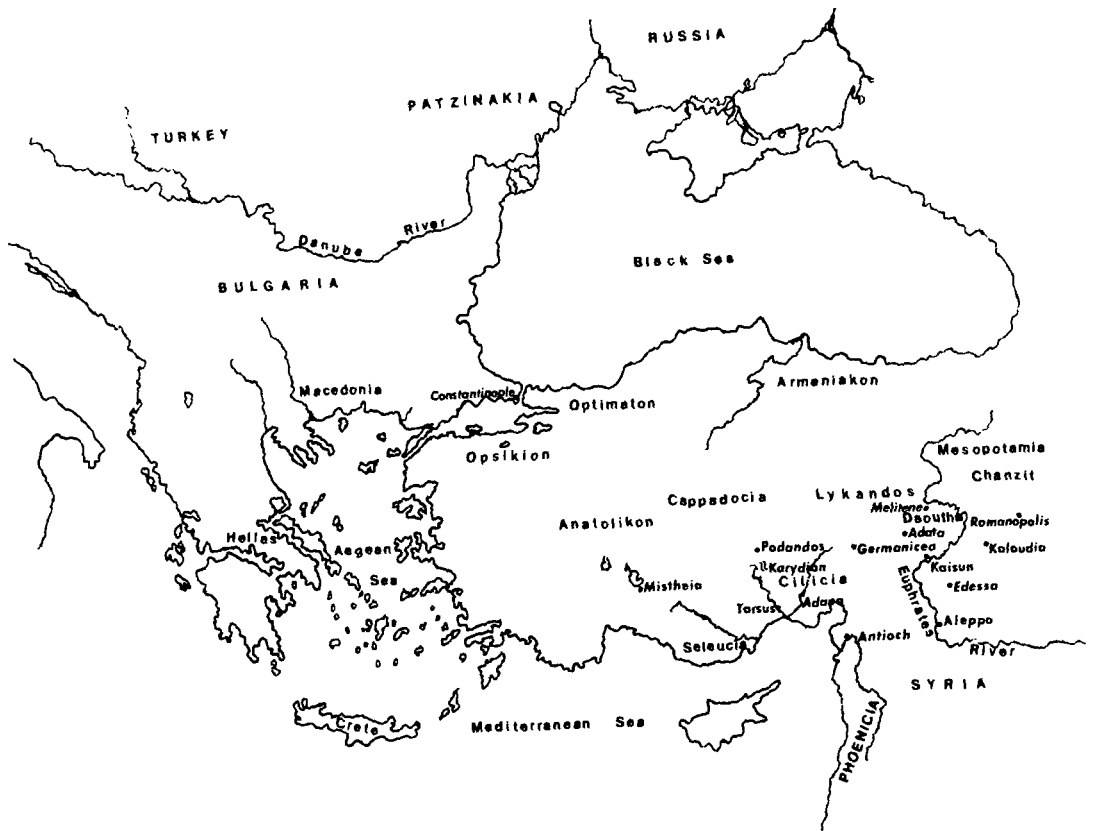 RUSSIA
PATZINAKIA
TURKEY
Danube River
BULGARIA
Black Sea
Macedonia
Constantinople
Optimaton
Armeniakon
Opsikion
Mesopotamia
Chanzit
Cappadocia
Lykandos
Melitene
Anatolikon
Daoutha
Romanopolis
Adata
Hellas
Aegean
Sea
Podandos
Germanicea
Kaloudia
Karydion
Kaisun
Cilicia
Mistheia
Edessa
Tarsus
Adana
Euphrates
River
Aleppo
Seleucia
Antioch
SYRIA
Crete
Mediterranean Sea
PHOENICIA